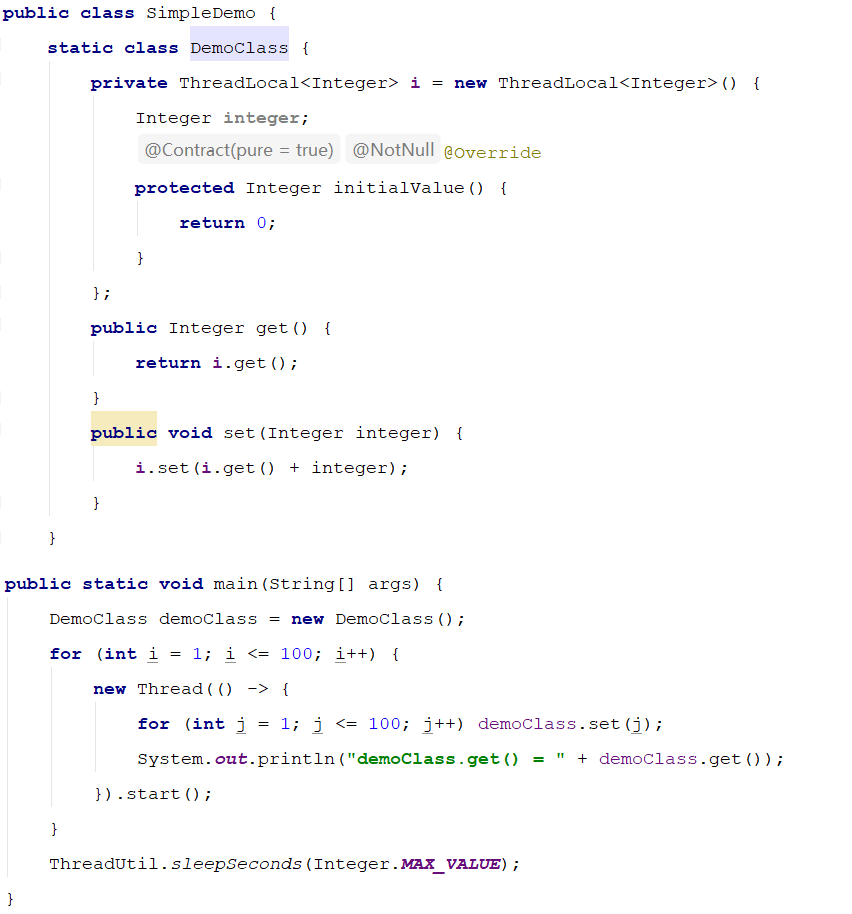 public class SimpleDemo {
static class DemoClass {
private ThreadLocal<Integer> i = new ThreadLocal<Integer>() {
Integer integer;
@Contract(pure = true) @NotNull @Override
protected Integer initialValue() {
return 0;
}
};
public Integer get() {
return i.get();
}
public void set(Integer integer) {
i.set(i.get() + integer);
}
}
public static void main(String[] args) {
DemoClass demoClass = new DemoClass();
for (int i = 1; i <= 100; i++) {
new Thread(() -> {
for (int j = 1; j <= 100; j++) demoClass.set(j);
System.out.println("demoClass.get() = " + demoClass.get());
}).start();
}
ThreadUtil.sleepSeconds(Integer.MAX_VALUE);
}